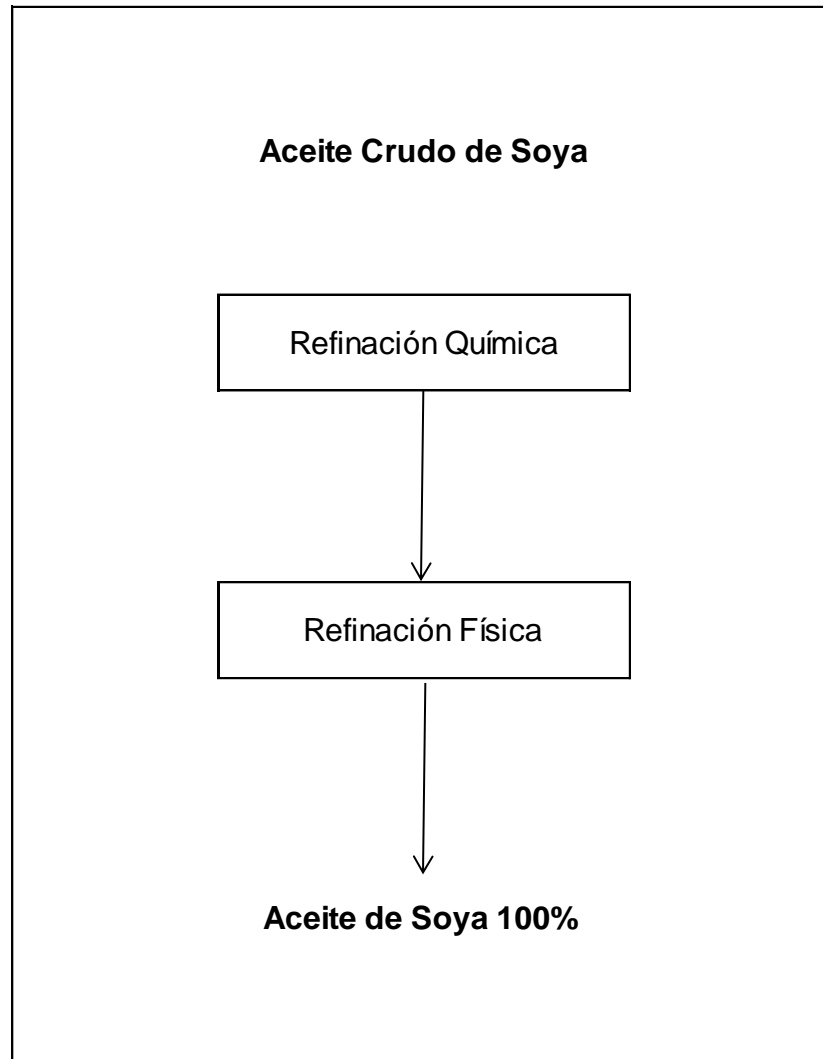 Aceite Crudo de Soya
Refinación Química
Refinación Física
Aceite de Soya 100%